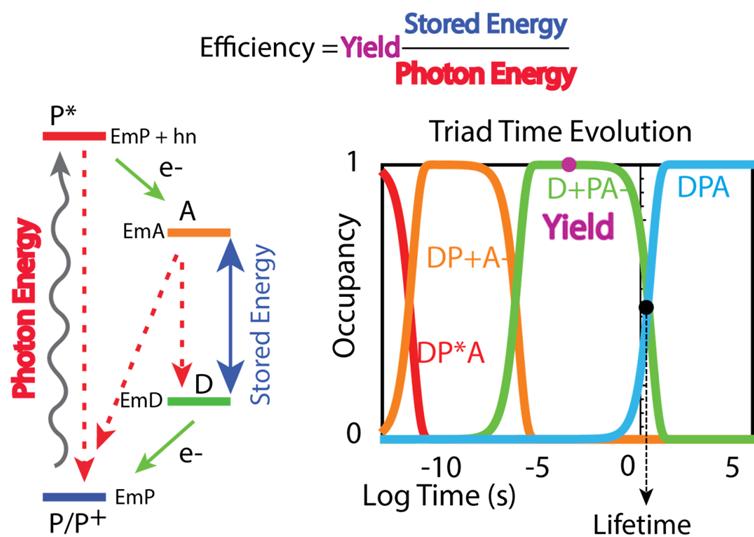 Efficiency = Yield Stored Energy
Photon Energy
P*
EmP + hn
e-
A
EmA
Photon Energy
Stored Energy
D
EmD
e-
EmP
P/P+
Triad Time Evolution
1
D+PA-
DPA
Yield
DP+A-
DP*A
Occupancy
0
-10 -5 0 5
Log Time (s)
Lifetime